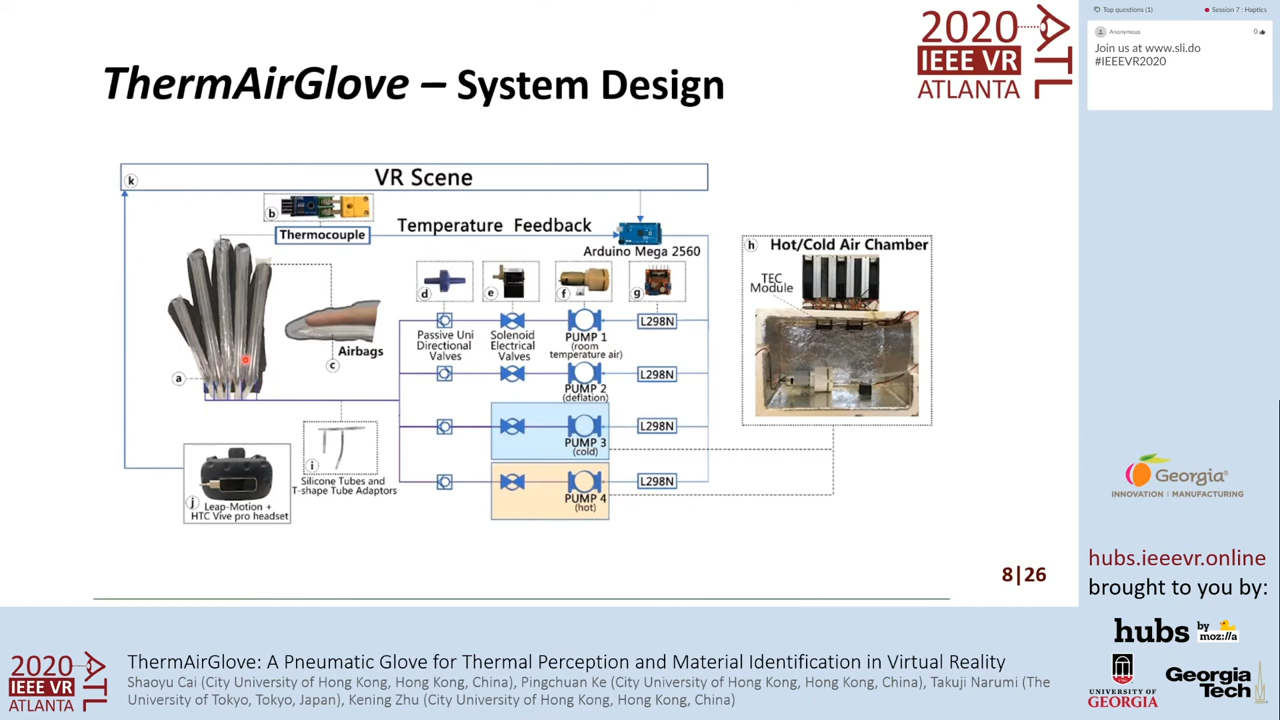 ThermAirGlove – System Design
2020
IEEE VR
ATLANTA
ATL
k
VR Scene
b
Thermocouple
Temperature Feedback
Arduino Mega 2560
d
e
f
g
h
Hot/Cold Air Chamber
TEC
Module
a
Airbags
c
Passive Uni
Directional
Valves
Solenoid
Electrical
Valves
PUMP 1
(room
temperature air)
L298N
PUMP 2
(deflation)
L298N
PUMP 3
(cold)
L298N
PUMP 4
(hot)
L298N
i
Silicone Tubes and
T-shape Tube Adaptors
j
Leap-Motion +
HTC Vive pro headset
8|26
Top questions (1)
Session 7 : Haptics
Anonymous
0
Join us at www.sli.do
#IEEEVR2020
Georgia
INNOVATION | MANUFACTURING
hubs.ieeevr.online
brought to you by:
hubs by moz://a
UNIVERSITY OF
GEORGIA
Georgia
Tech
2020
IEEE VR
ATLANTA
ATL
ThermAirGlove: A Pneumatic Glove for Thermal Perception and Material Identification in Virtual Reality
Shaoyu Cai (City University of Hong Kong, Hong Kong, China), Pingchuan Ke (City University of Hong Kong, Hong Kong, China), Takuji Narumi (The
University of Tokyo, Tokyo, Japan), Kening Zhu (City University of Hong Kong, Hong Kong, China)